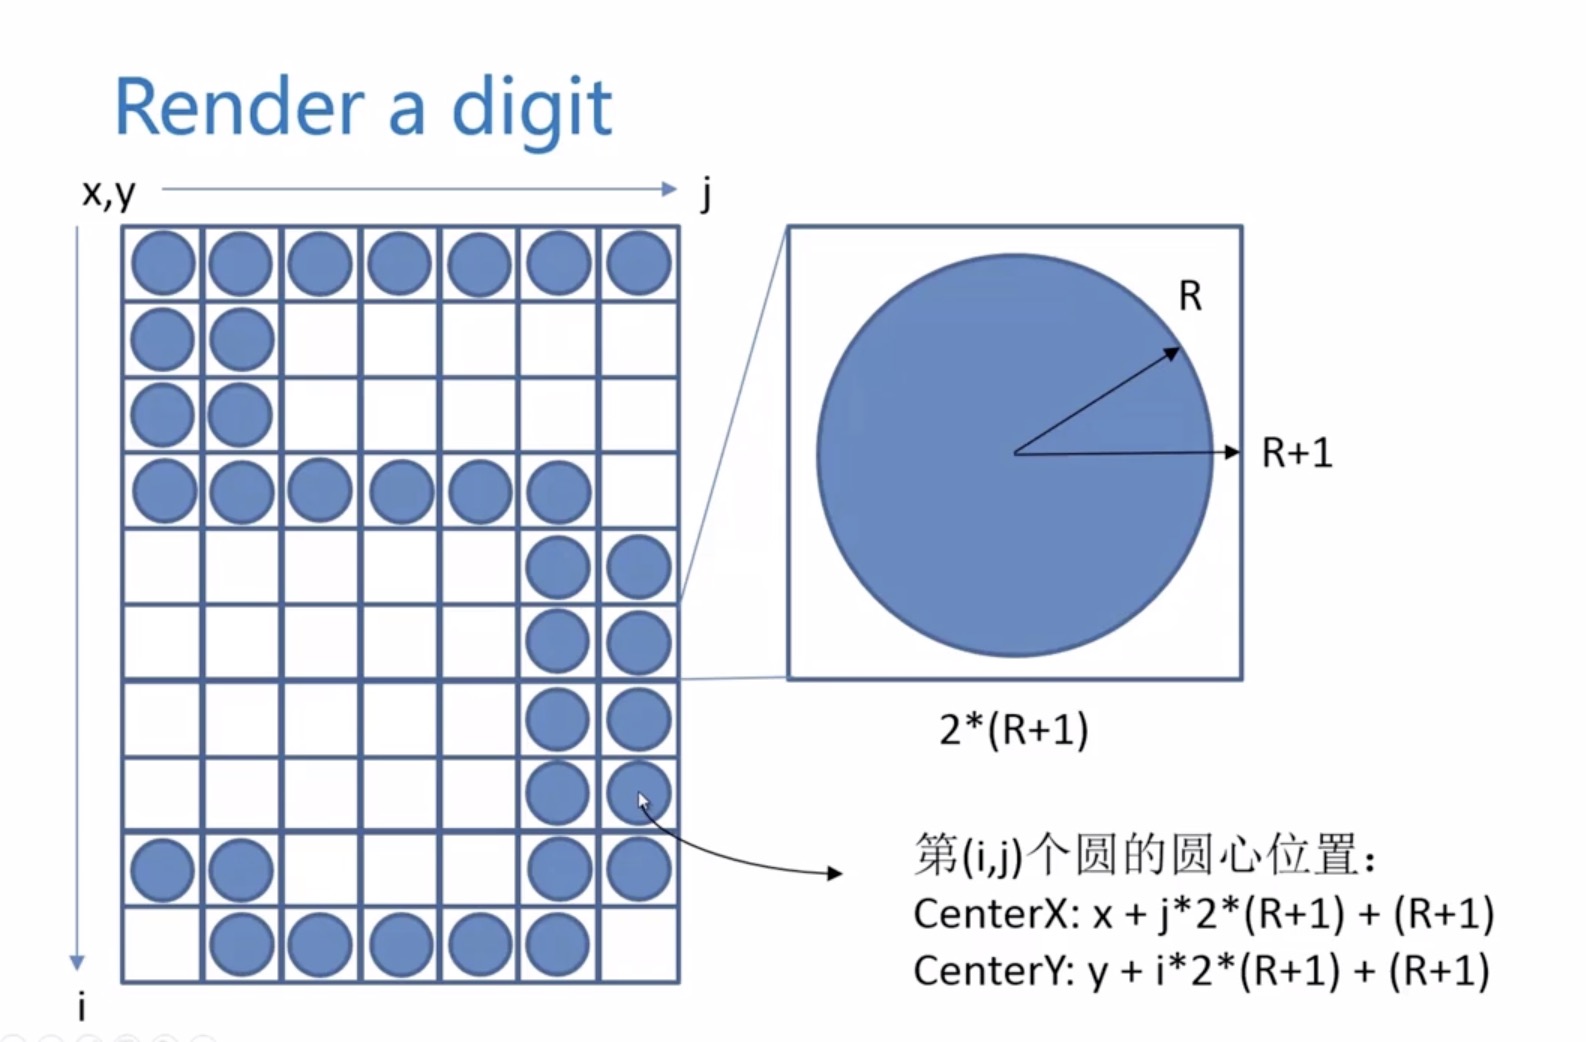 Render a digit
x,y
j
R
R+1
2*(R+1)
第(i,j)个圆的圆心位置：
CenterX: x + j*2*(R+1) + (R+1)
CenterY: y + i*2*(R+1) + (R+1)
i